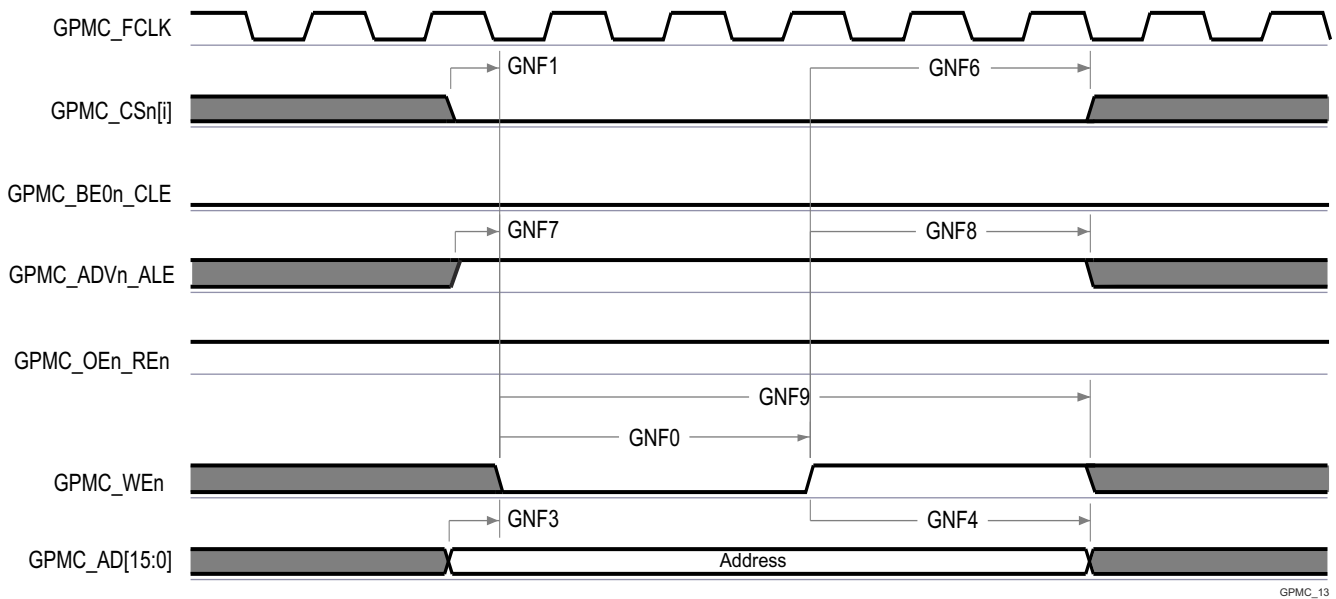 GPMC_FCLK
GNF1
GNF6
GPMC_CSn[i]
GPMC_BE0n_CLE
GNF7
GNF8
GPMC_ADVn_ALE
GPMC_OEn_REn
GNF9
GNF0
GPMC_WEn
GNF3
GNF4
GPMC_AD[15:0]
Address
GPMC_13